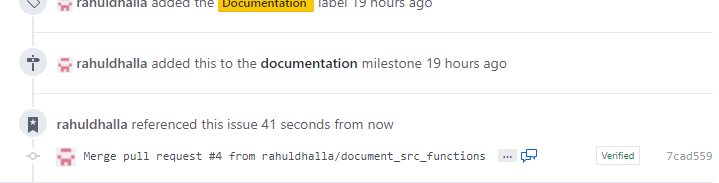 rahuldhalla added the Documentation label 19 hours ago
rahuldhalla added this to the documentation milestone 19 hours ago
rahuldhalla referenced this issue 41 seconds from now
Merge pull request #4 from rahuldhalla/document_src_functions ... Verified 7cad559